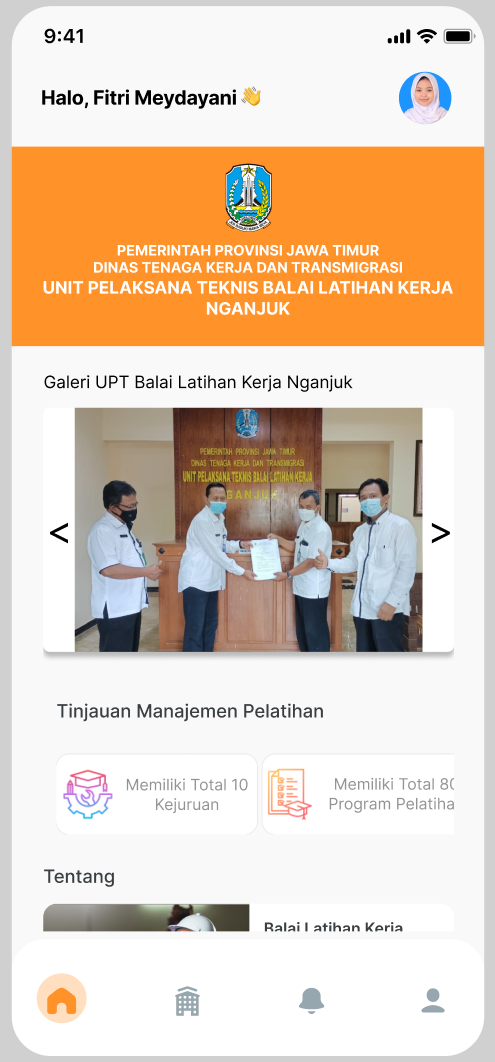 9:41
Halo, Fitri Meydayani 👋
PEMERINTAH PROVINSI JAWA TIMUR
DINAS TENAGA KERJA DAN TRANSMIGRASI
UNIT PELAKSANA TEKNIS BALAI LATIHAN KERJA
NGANJUK
Galeri UPT Balai Latihan Kerja Nganjuk
PEMERINTAH PROVINSI JAWA TIMUR
DINAS TENAGA KERJA DAN TRANSMIGRASI
UNIT PELAKSANA TEKNIS BALAI LATIHAN KERJA
NGANJUK
< >
Tinjauan Manajemen Pelatihan
Memiliki Total 10
Kejuruan
Memiliki Total 80
Program Pelatiha
Tentang
Balai Latihan Kerja